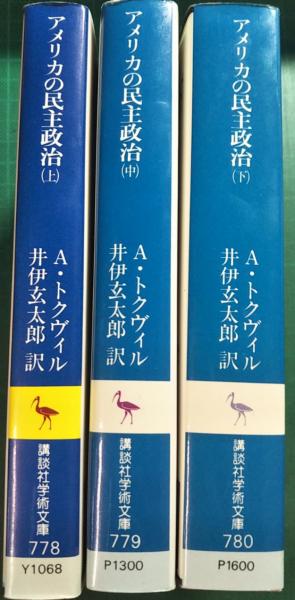 アメリカの民主政治(上)
A・トクヴィル
井伊玄太郎 訳
講談社学術文庫
778
Y1068
アメリカの民主政治(中)
A・トクヴィル
井伊玄太郎 訳
講談社学術文庫
779
P1300
アメリカの民主政治(下)
A・トクヴィル
井伊玄太郎 訳
講談社学術文庫
780
P1600